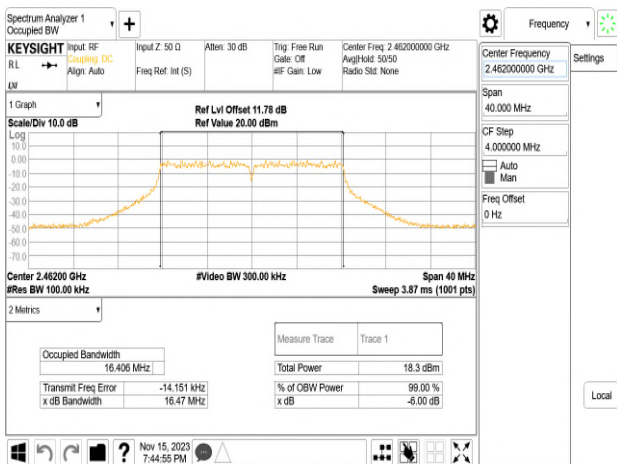 Spectrum Analyzer 1
Occupied BW
KEYSIGHT
RL
Input: RF
Coupling: DC
Align: Auto
Input Z: 50 Ω
Freq Ref: Int (S)
Atten: 30 dB
Trig: Free Run
Gate: Off
#IF Gain: Low
Center Freq: 2.462000000 GHz
Avg|Hold: 50/50
Radio Std: None
1 Graph
Scale/Div 10.0 dB
Ref Lvl Offset 11.78 dB
Ref Value 20.00 dBm
Log
10.0
0.00
-10.0
-20.0
-30.0
-40.0
-50.0
-60.0
-70.0
Center 2.46200 GHz
#Video BW 300.00 kHz
Span 40 MHz
#Res BW 100.00 kHz
Sweep 3.87 ms (1001 pts)
2 Metrics
Measure Trace
Trace 1
Occupied Bandwidth
16.406 MHz
Total Power
18.3 dBm
Transmit Freq Error
-14.151 kHz
% of OBW Power
99.00 %
x dB Bandwidth
16.47 MHz
x dB
-6.00 dB
?
Nov 15, 2023
7:44:55 PM
Frequency
Center Frequency
2.462000000 GHz
Settings
Span
40.000 MHz
CF Step
4.000000 MHz
Auto
Man
Freq Offset
0 Hz
Local